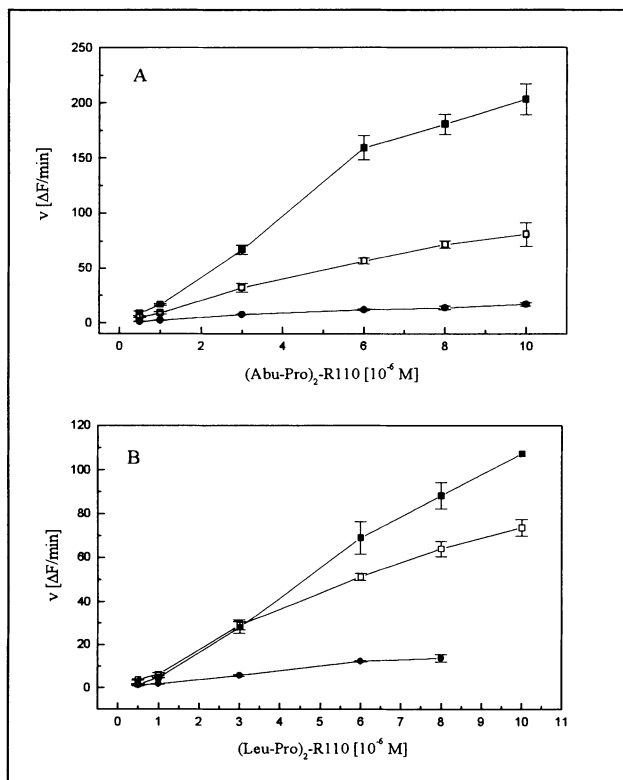 A
250
200
150
100
50
0
ν [ΔF/min]
0 2 4 6 8 10
(Abu-Pro)₂-R110 [10⁻⁶ M]
B
120
100
80
60
40
20
0
ν [ΔF/min]
0 1 2 3 4 5 6 7 8 9 10 11
(Leu-Pro)₂-R110 [10⁻⁶ M]